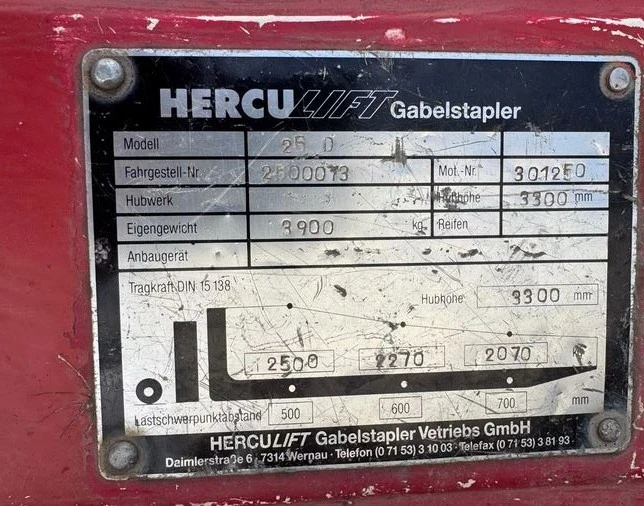 HERCULIFT Gabelstapler
Modell 25 D
Fahrgestell-Nr. 2500073 Mot.-Nr. 301250
Hubwerk Hubhöhe 3300 mm
Eigengewicht 3900 kg Reifen
Anbaugerät
Tragkraft DIN 15 138
Hubhöhe 3300 mm
2500 2270 2070
Lastschwerpunktabstand 500 600 700 mm
HERCULIFT Gabelstapler Vetriebs GmbH
Daimlerstraße 6 · 7314 Wernau · Telefon (0 71 53) 3 10 03 · Telefax (0 71 53) 3 81 93